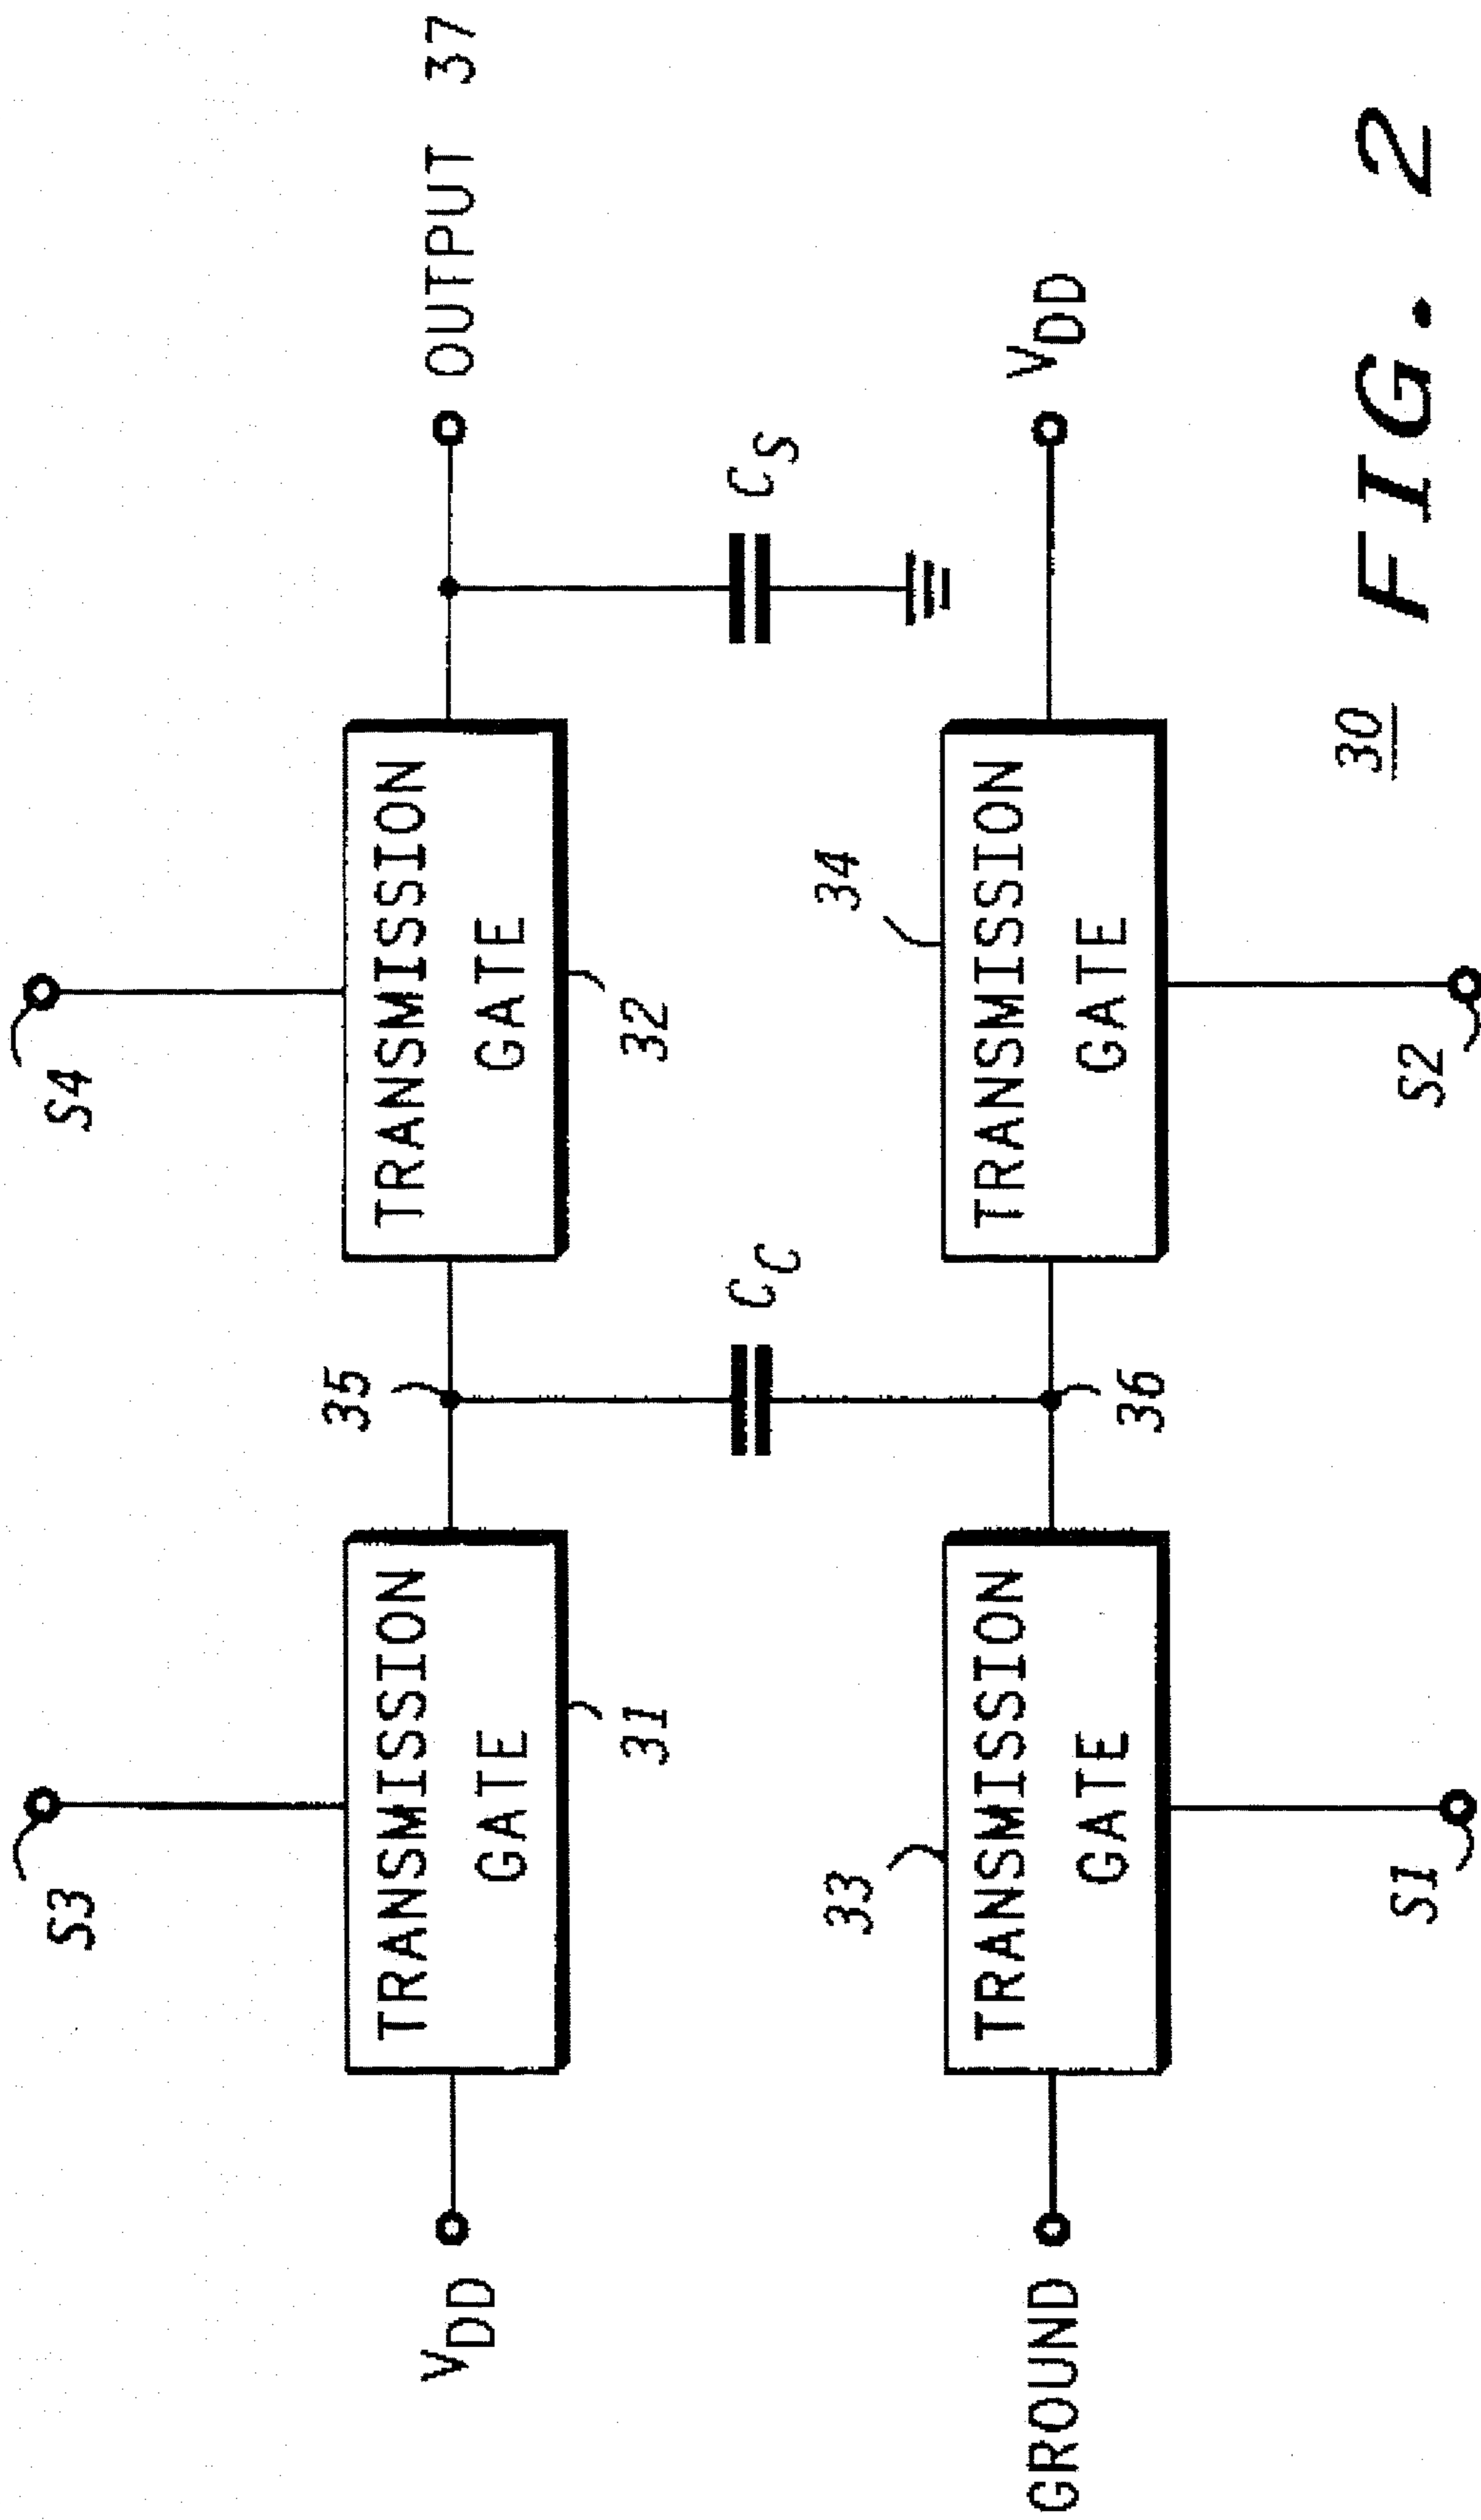 S3
S4
V_DD
TRANSMISSION
GATE
31
35
TRANSMISSION
GATE
32
OUTPUT 37
C_C
C_S
GROUND
33
TRANSMISSION
GATE
36
34
TRANSMISSION
GATE
V_DD
S1
S2
30
FIG. 2